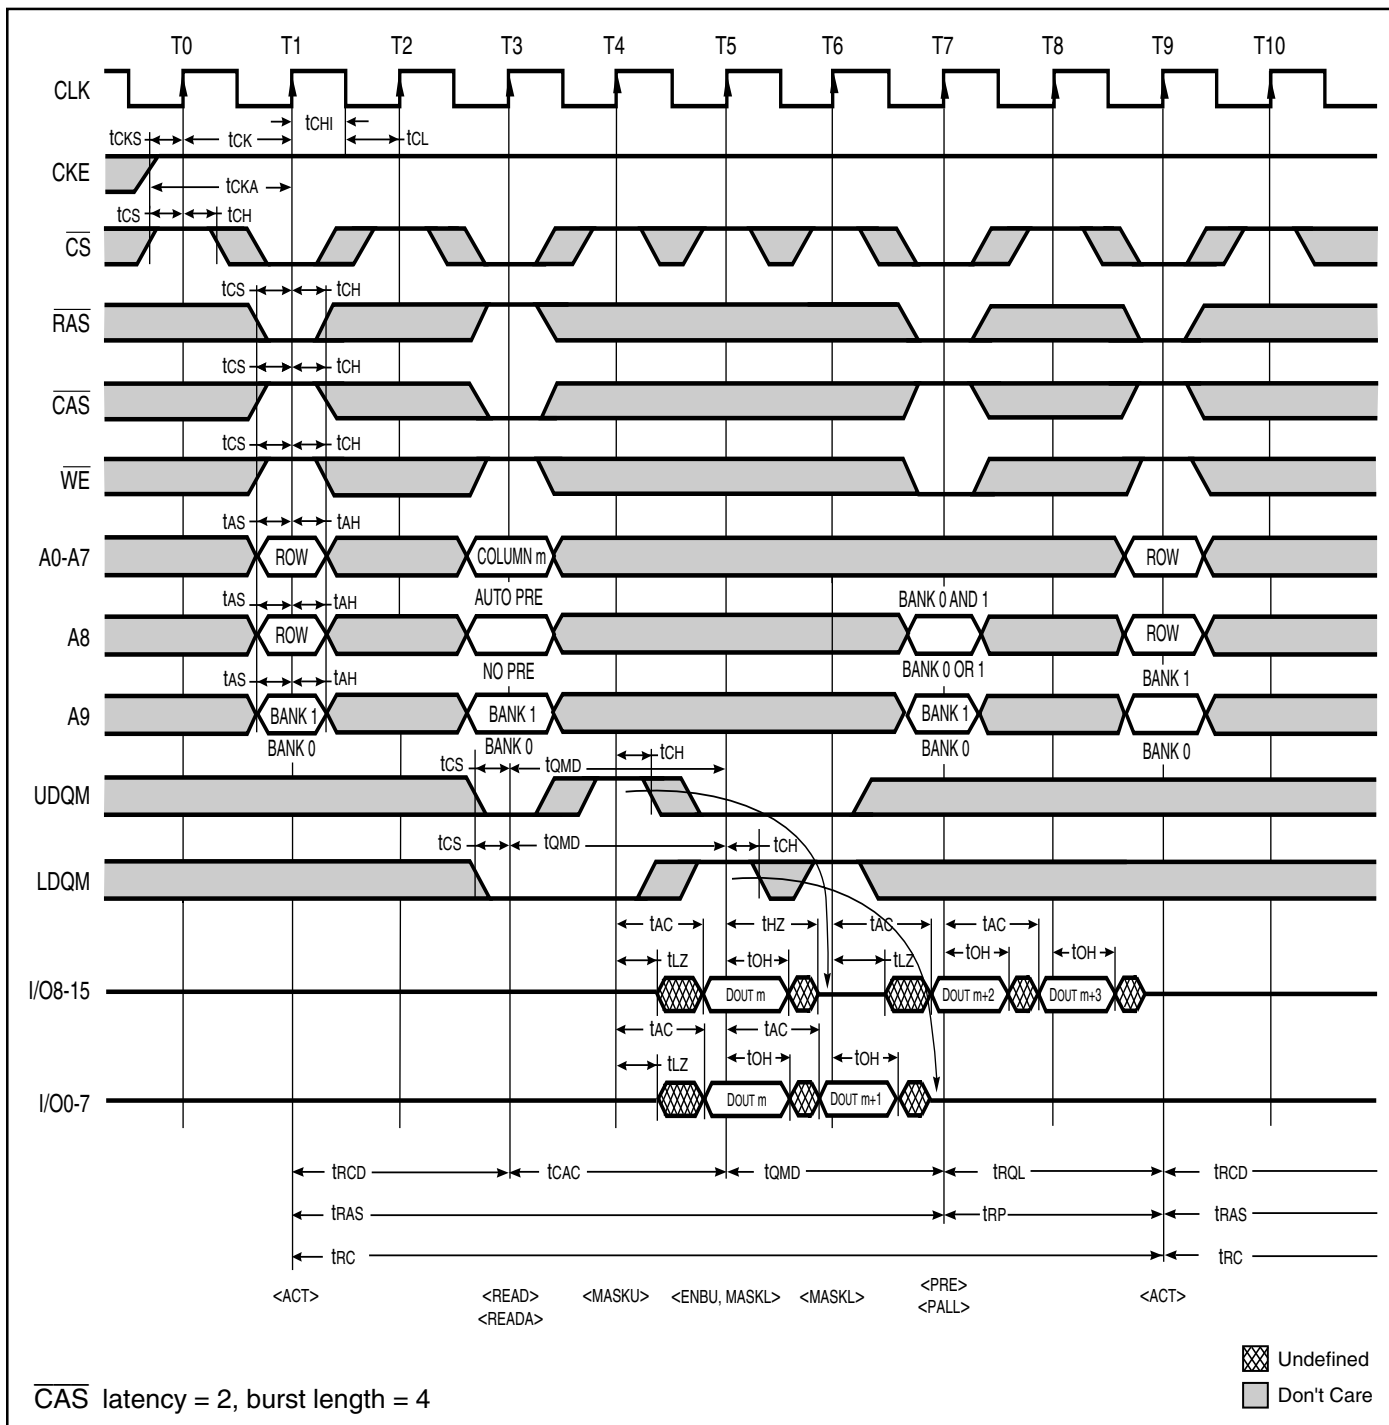 T0 T1 T2 T3 T4 T5 T6 T7 T8 T9 T10
CLK
tCHI
tCKS tCK tCL
CKE
tCKA
tCS tCH
CS
tCS tCH
RAS
tCS tCH
CAS
tCS tCH
WE
tAS tAH
A0-A7 ROW COLUMN m ROW
tAS tAH AUTO PRE BANK 0 AND 1
A8 ROW ROW
NO PRE BANK 0 OR 1 BANK 1
tAS tAH
A9 BANK 1 BANK 1 BANK 1
BANK 0 BANK 0 BANK 0 BANK 0
tCS tQMD tCH
UDQM
tCS tQMD tCH
LDQM
tAC tHZ tAC tAC
tLZ tOH tLZ tOH tOH
I/O8-15 DOUT m DOUT m+2 DOUT m+3
tAC tAC
tLZ tOH tOH
I/O0-7 DOUT m DOUT m+1
tRCD tCAC tQMD tRQL tRCD
tRAS tRP tRAS
tRC tRC
<ACT> <READ> <MASKU> <ENBU, MASKL> <MASKL> <PRE> <ACT>
<READA> <PALL>
Undefined
Don't Care
CAS latency = 2, burst length = 4